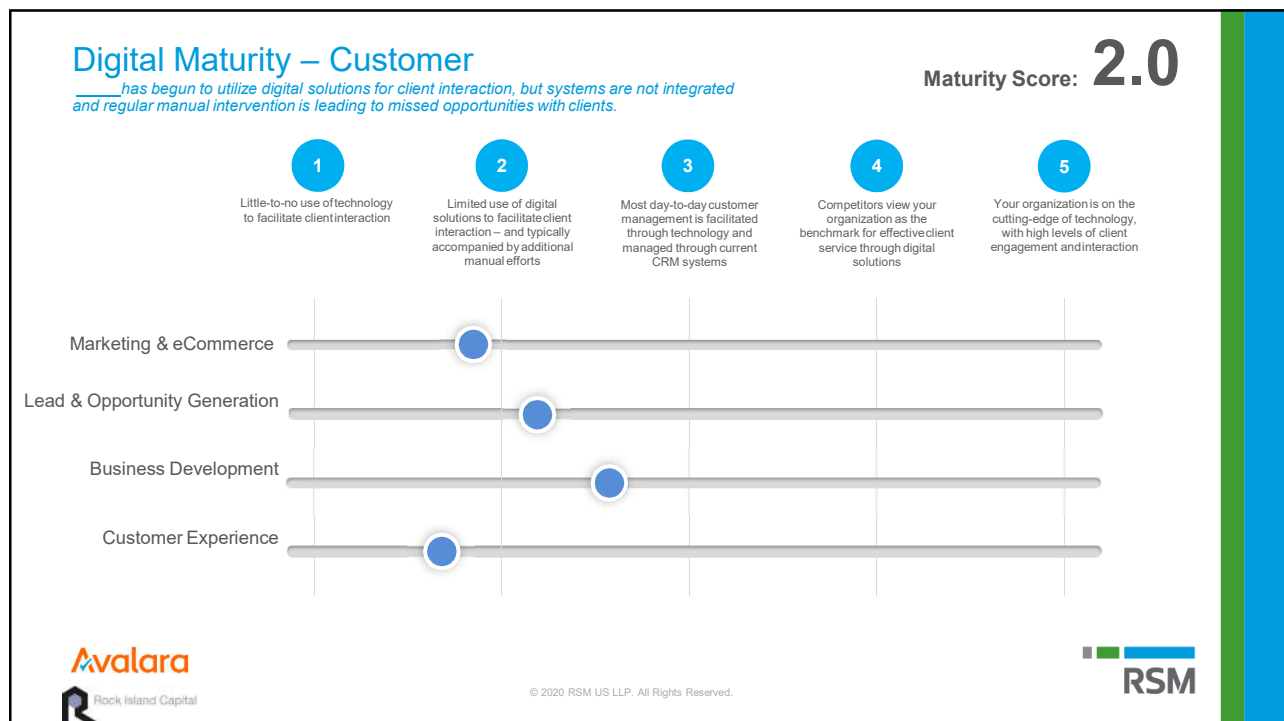 Digital Maturity – Customer
_____has begun to utilize digital solutions for client interaction, but systems are not integrated
and regular manual intervention is leading to missed opportunities with clients.
Maturity Score: 2.0
1
Little-to-no use of technology
to facilitate client interaction
2
Limited use of digital
solutions to facilitate client
interaction – and typically
accompanied by additional
manual efforts
3
Most day-to-day customer
management is facilitated
through technology and
managed through current
CRM systems
4
Competitors view your
organization as the
benchmark for effective client
service through digital
solutions
5
Your organization is on the
cutting-edge of technology,
with high levels of client
engagement and interaction
Marketing & eCommerce
Lead & Opportunity Generation
Business Development
Customer Experience
Avalara
Rock Island Capital
© 2020 RSM US LLP. All Rights Reserved.
RSM